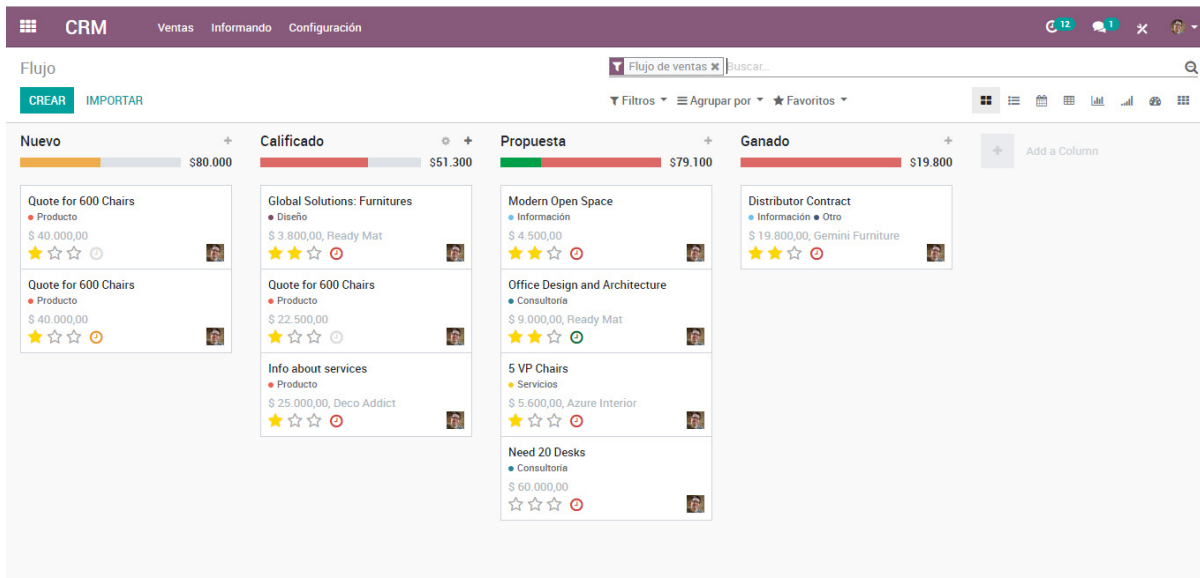 CRM Ventas Informando Configuración 12 1
Flujo
Flujo de ventas ✖ Buscar...
CREAR IMPORTAR
Filtros Agrupar por Favoritos
Nuevo
$80.000
Quote for 600 Chairs
Producto
$ 40.000,00
Quote for 600 Chairs
Producto
$ 40.000,00
Calificado
$51.300
Global Solutions: Furnitures
Diseño
$ 3.800,00, Ready Mat
Quote for 600 Chairs
Producto
$ 22.500,00
Info about services
Producto
$ 25.000,00, Deco Addict
Propuesta
$79.100
Modern Open Space
Información
$ 4.500,00
Office Design and Architecture
Consultoría
$ 9.000,00, Ready Mat
5 VP Chairs
Servicios
$ 5.600,00, Azure Interior
Need 20 Desks
Consultoría
$ 60.000,00
Ganado
$19.800
Distributor Contract
Información Otro
$ 19.800,00, Gemini Furniture
Add a Column